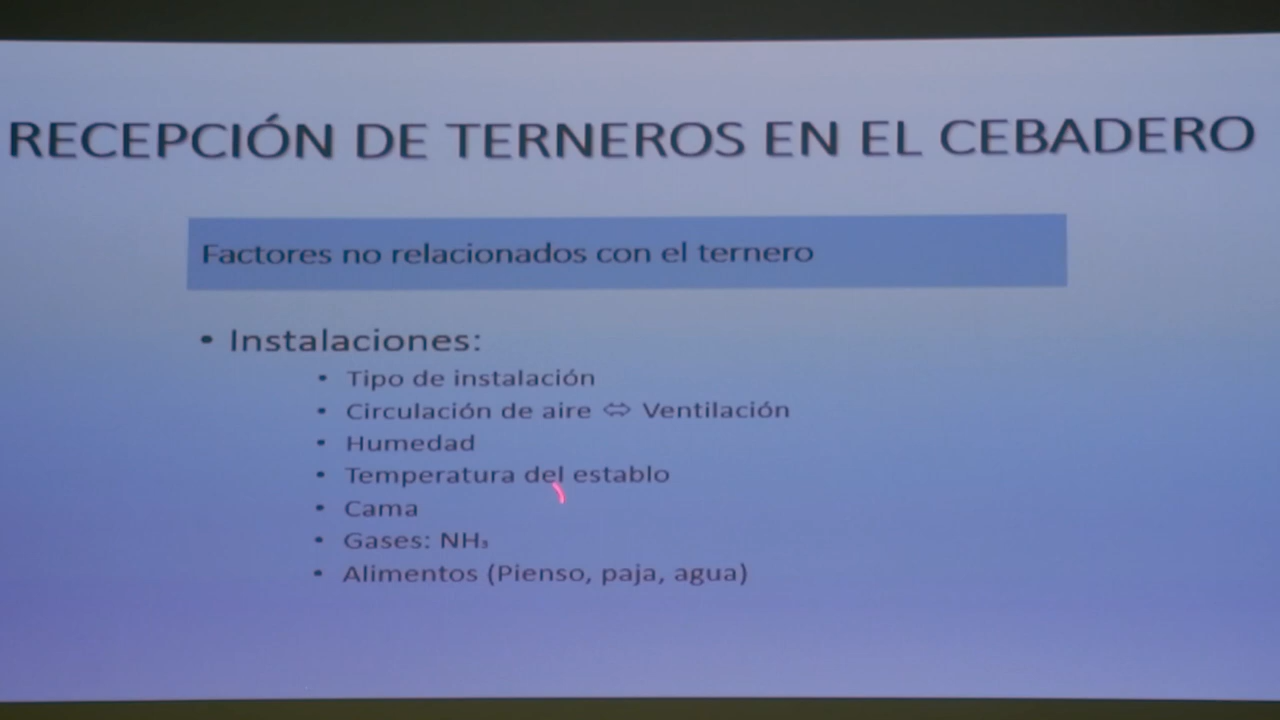 RECEPCIÓN DE TERNEROS EN EL CEBADERO
Factores no relacionados con el ternero
• Instalaciones:
• Tipo de instalación
• Circulación de aire ⇔ Ventilación
• Humedad
• Temperatura del establo
• Cama
• Gases: NH₃
• Alimentos (Pienso, paja, agua)